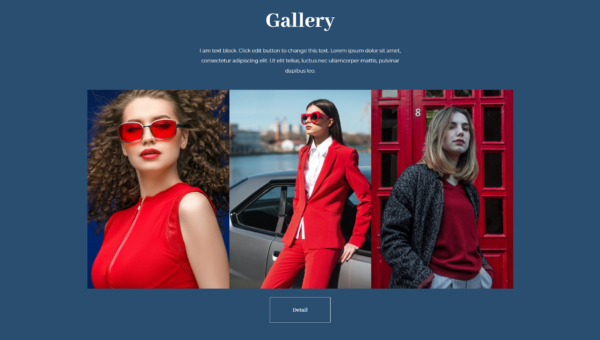 Gallery
I am text block. Click edit button to change this text. Lorem ipsum dolor sit amet,
consectetur adipiscing elit. Ut elit tellus, luctus nec ullamcorper mattis, pulvinar
dapibus leo.
8
Detail